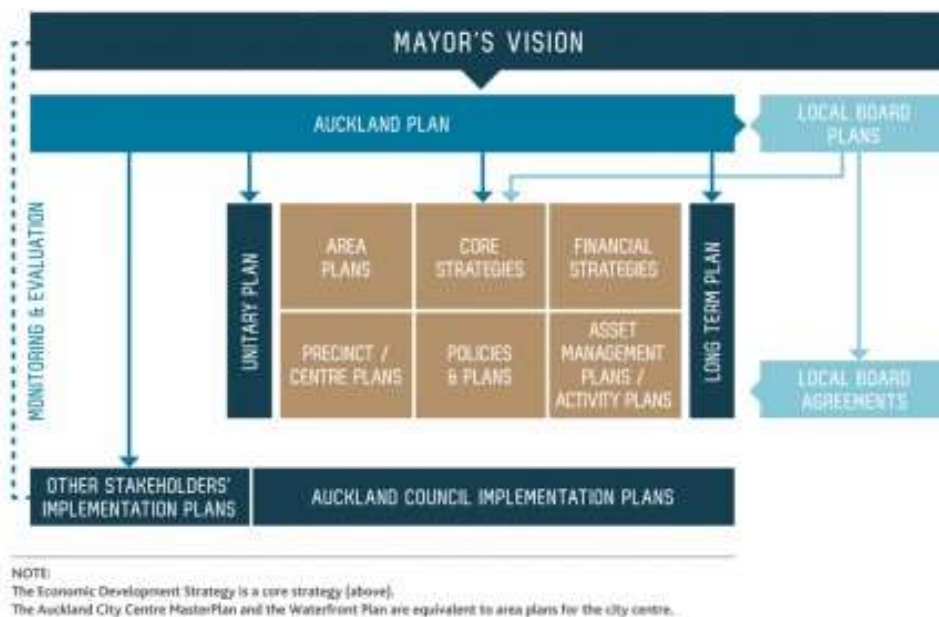 MAYOR'S VISION
AUCKLAND PLAN
LOCAL BOARD
PLANS
MONITORING & EVALUATION
UNITARY PLAN
AREA
PLANS
CORE
STRATEGIES
FINANCIAL
STRATEGIES
LONG TERM PLAN
PRECINCT /
CENTRE PLANS
POLICIES
& PLANS
ASSET
MANAGEMENT
PLANS /
ACTIVITY PLANS
LOCAL BOARD
AGREEMENTS
OTHER STAKEHOLDERS'
IMPLEMENTATION PLANS
AUCKLAND COUNCIL IMPLEMENTATION PLANS
NOTE:
The Economic Development Strategy is a core strategy (above).
The Auckland City Centre MasterPlan and the Waterfront Plan are equivalent to area plans for the city centre.